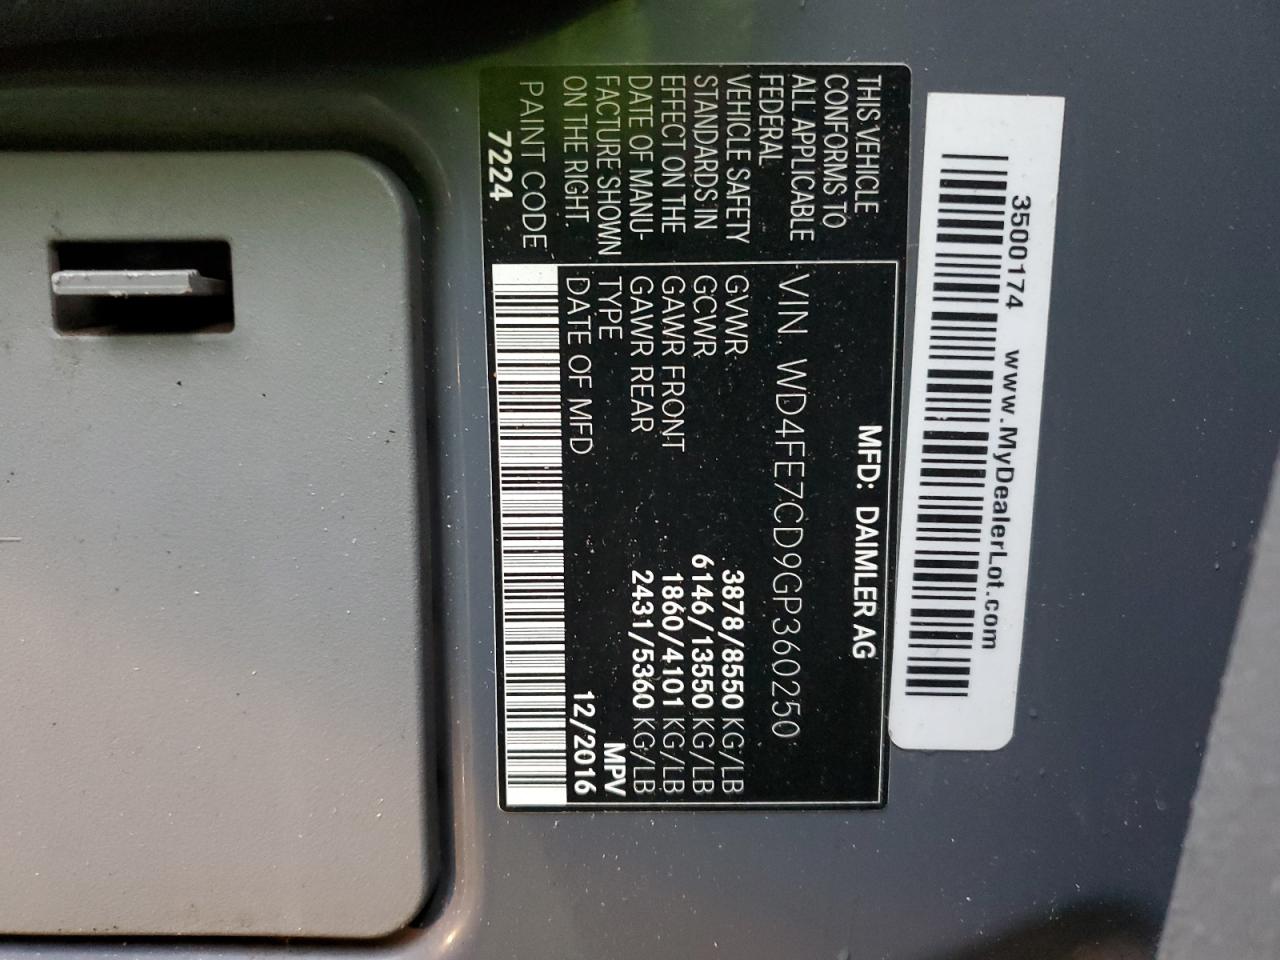 3500174 www.MyDealerLot.com
THIS VEHICLE
CONFORMS TO
ALL APPLICABLE
FEDERAL
VEHICLE SAFETY
STANDARDS IN
EFFECT ON THE
DATE OF MANU-
FACTURE SHOWN
ON THE RIGHT.
PAINT CODE
7224
MFD: DAIMLER AG
VIN. WD4FE7CD9GP360250
GVWR 3878/8550 KG/LB
GCWR 6146/13550 KG/LB
GAWR FRONT 1860/4101 KG/LB
GAWR REAR 2431/5360 KG/LB
TYPE MPV
DATE OF MFD 12/2016